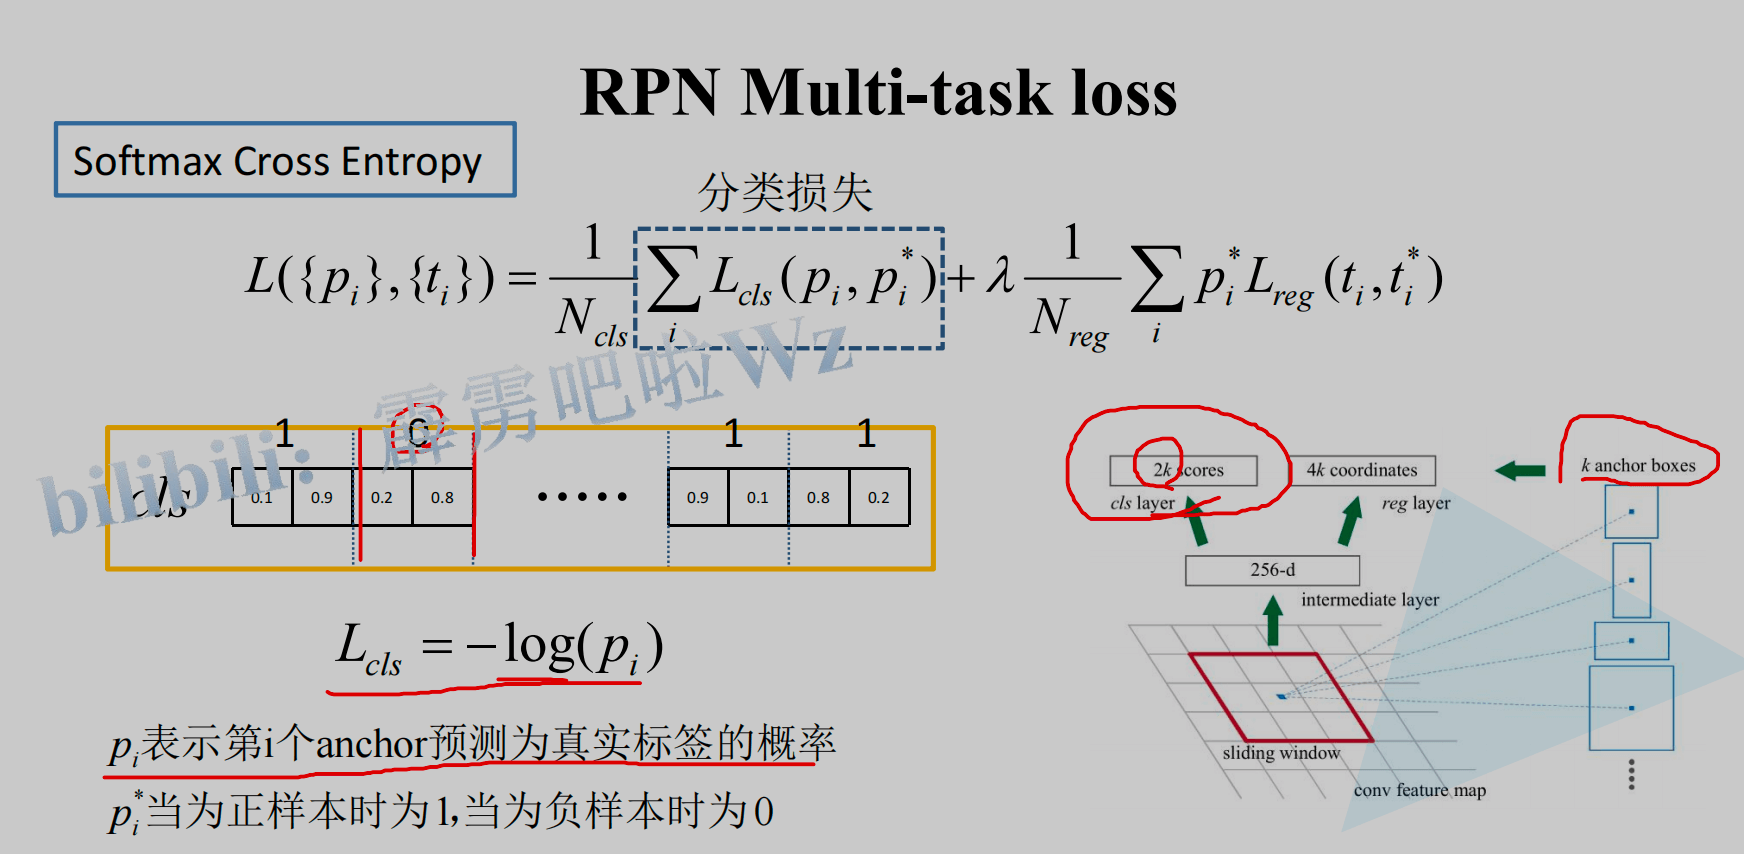 RPN Multi-task loss
Softmax Cross Entropy
分类损失
L({p_i},{t_i}) = \frac{1}{N_{cls}} \sum_i L_{cls}(p_i, p_i^*) + λ \frac{1}{N_{reg}} \sum_i p_i^* L_{reg}(t_i, t_i^*)
bilibili: 霹雳吧啦Wz
1 0 1 1
cls 0.1 0.9 0.2 0.8 ····· 0.9 0.1 0.8 0.2
L_{cls} = −log(p_i)
p_i表示第i个anchor预测为真实标签的概率
p_i^*当为正样本时为1,当为负样本时为0
2k scores
4k coordinates
k anchor boxes
cls layer
reg layer
256-d
intermediate layer
sliding window
conv feature map